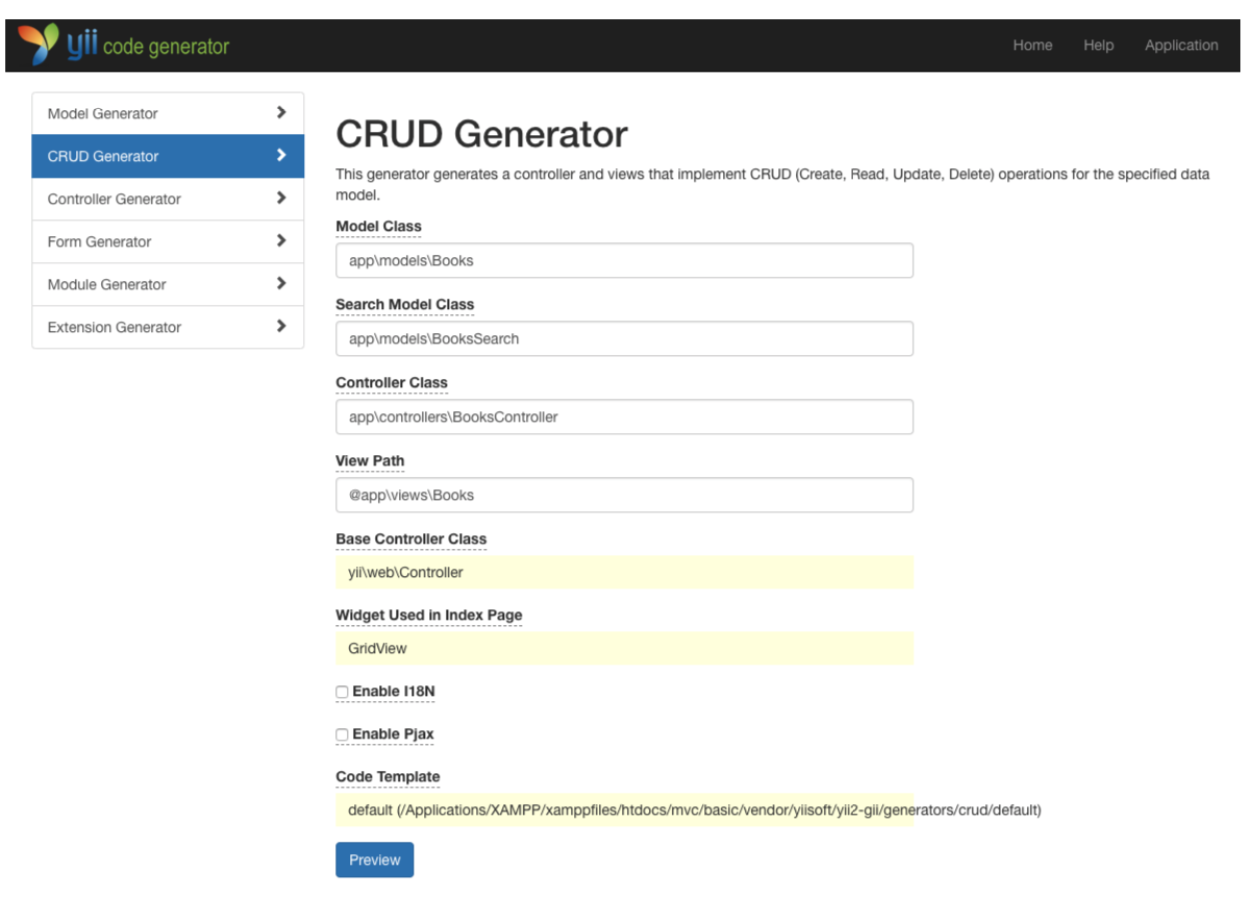 yii code generator
Home Help Application
Model Generator
CRUD Generator
Controller Generator
Form Generator
Module Generator
Extension Generator
CRUD Generator
This generator generates a controller and views that implement CRUD (Create, Read, Update, Delete) operations for the specified data
model.
Model Class
app\models\Books
Search Model Class
app\models\BooksSearch
Controller Class
app\controllers\BooksController
View Path
@app\views\Books
Base Controller Class
yii\web\Controller
Widget Used in Index Page
GridView
Enable I18N
Enable Pjax
Code Template
default (/Applications/XAMPP/xamppfiles/htdocs/mvc/basic/vendor/yiisoft/yii2-gii/generators/crud/default)
Preview